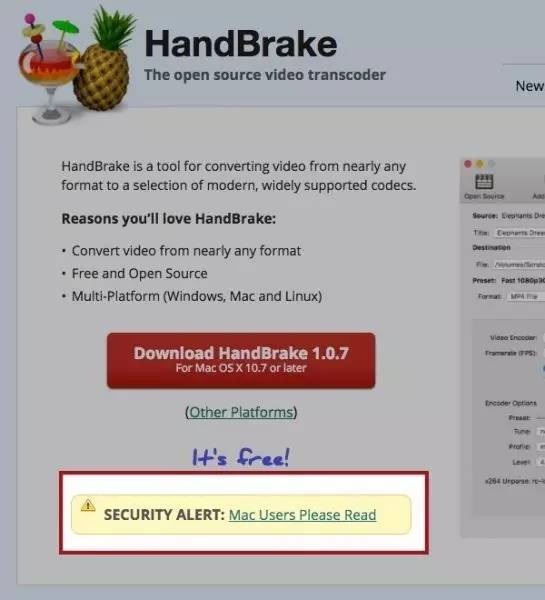 HandBrake
The open source video transcoder
New
HandBrake is a tool for converting video from nearly any
format to a selection of modern, widely supported codecs.
Reasons you'll love HandBrake:
• Convert video from nearly any format
• Free and Open Source
• Multi-Platform (Windows, Mac and Linux)
Download HandBrake 1.0.7
For Mac OS X 10.7 or later
(Other Platforms)
It's free!
SECURITY ALERT: Mac Users Please Read
Open Source
Source: Elephants Dre
Title: Elephants Drea
Destination
File: /Volumes/Scratc
Preset: Fast 1080p30
Format: MP4 File
Video Encoder:
Framerate (FPS):
Encoder Options
Preset:
Tune:
Profile:
Level: 4.
x264 Unparse: